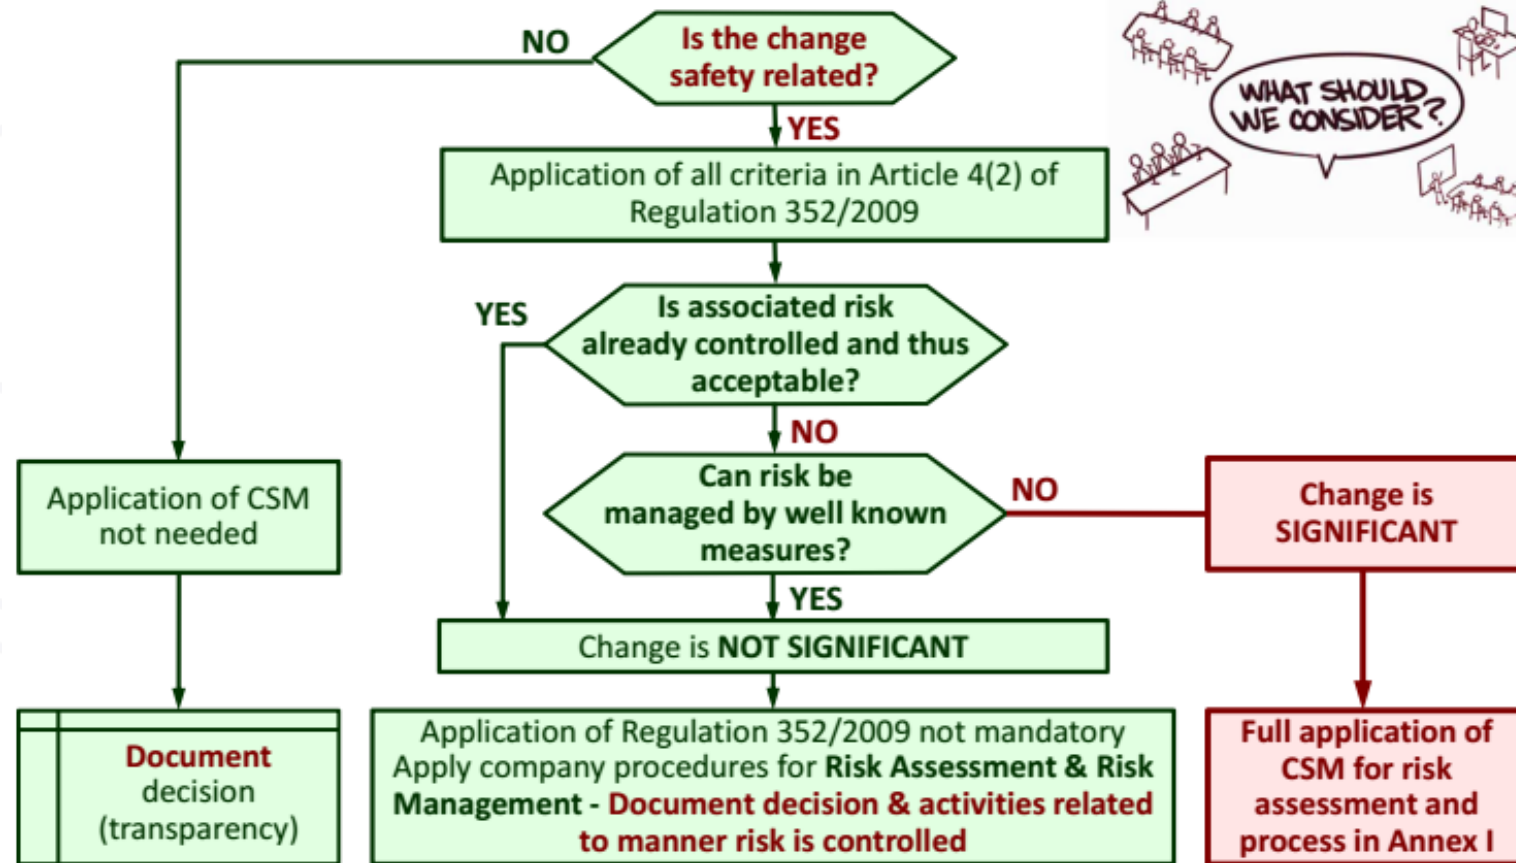 NO
Is the change
safety related?
WHAT SHOULD
WE CONSIDER?
YES
Application of all criteria in Article 4(2) of
Regulation 352/2009
YES
Is associated risk
already controlled and thus
acceptable?
NO
Can risk be
managed by well known
measures?
NO
Change is
SIGNIFICANT
Application of CSM
not needed
YES
Change is NOT SIGNIFICANT
Document
decision
(transparency)
Application of Regulation 352/2009 not mandatory
Apply company procedures for Risk Assessment & Risk
Management - Document decision & activities related
to manner risk is controlled
Full application of
CSM for risk
assessment and
process in Annex I